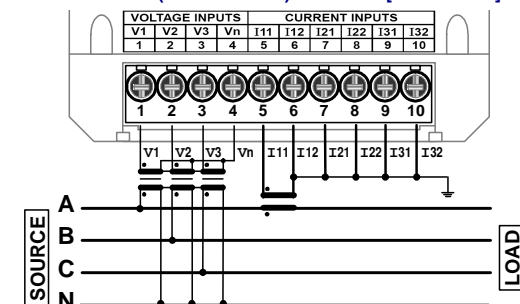 VOLTAGE INPUTS CURRENT INPUTS
V1 V2 V3 Vn I11 I12 I21 I22 I31 I32
1 2 3 4 5 6 7 8 9 10
1 2 3 4 5 6 7 8 9 10
V1 V2 V3 Vn I11 I12 I21 I22 I31 I32
A
B
C
N
SOURCE
LOAD